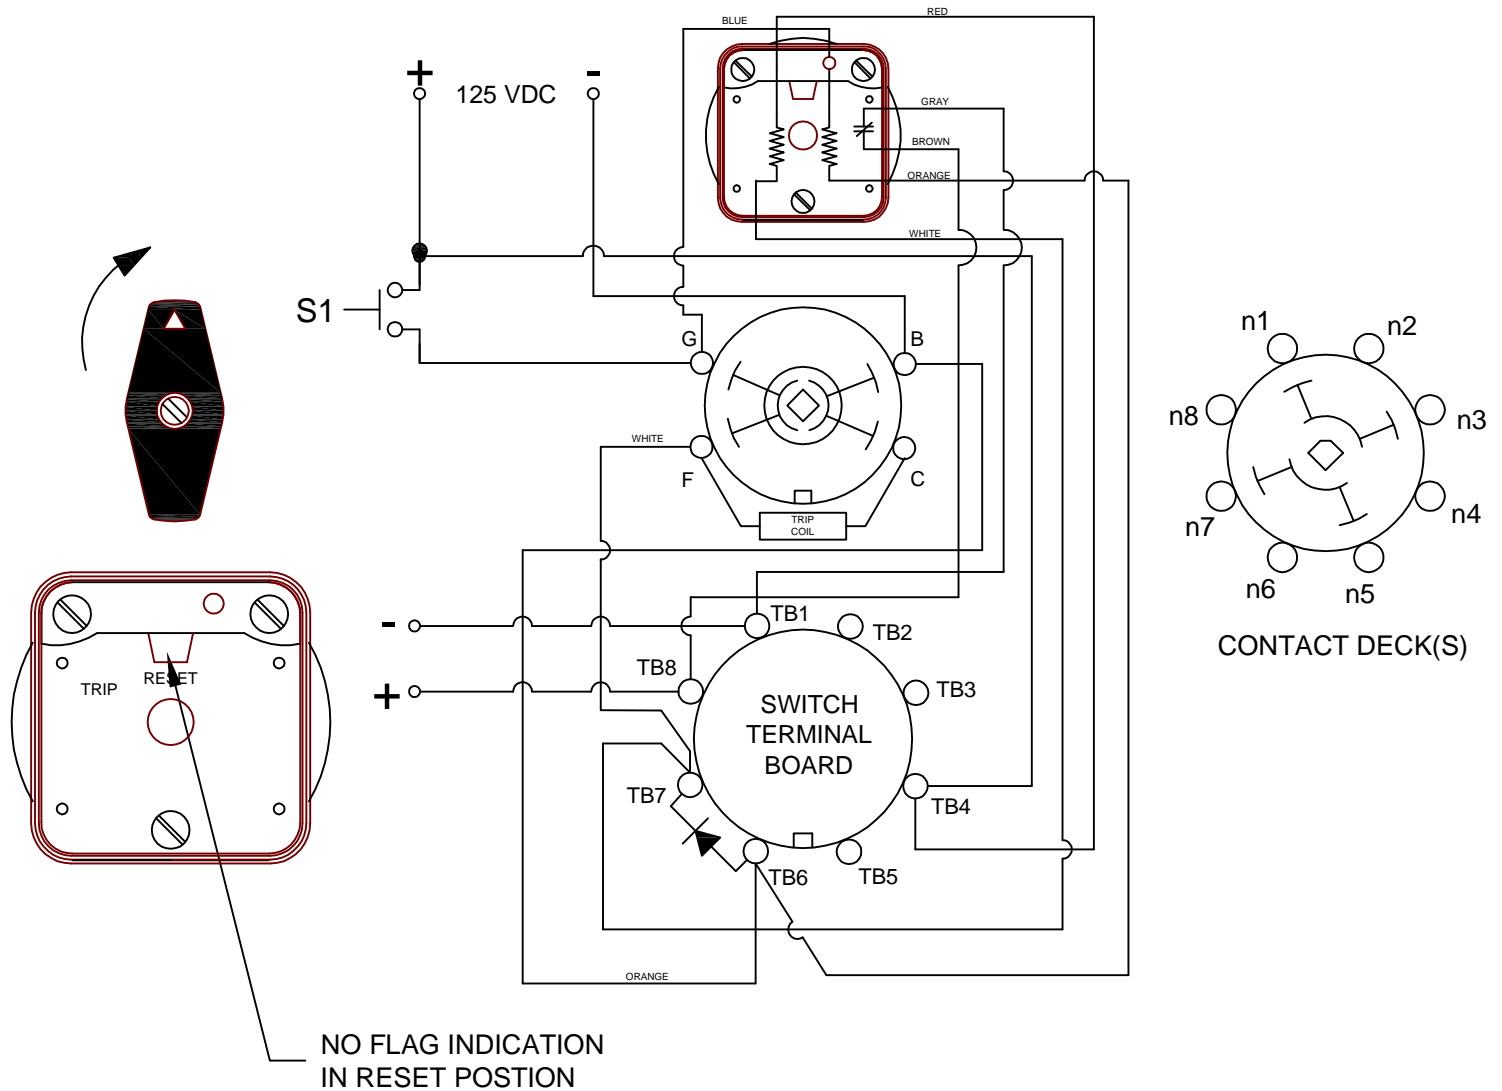 RED
BLUE
+ 125 VDC -
GRAY
BROWN
ORANGE
WHITE
S1
G
B
n1
n2
n8
n3
WHITE
F
C
TRIP
COIL
n7
n4
n6
n5
CONTACT DECK(S)
-
TB1
TB2
TB8
TB3
+
TRIP
RESET
SWITCH
TERMINAL
BOARD
TB7
TB4
TB6
TB5
ORANGE
NO FLAG INDICATION
IN RESET POSTION